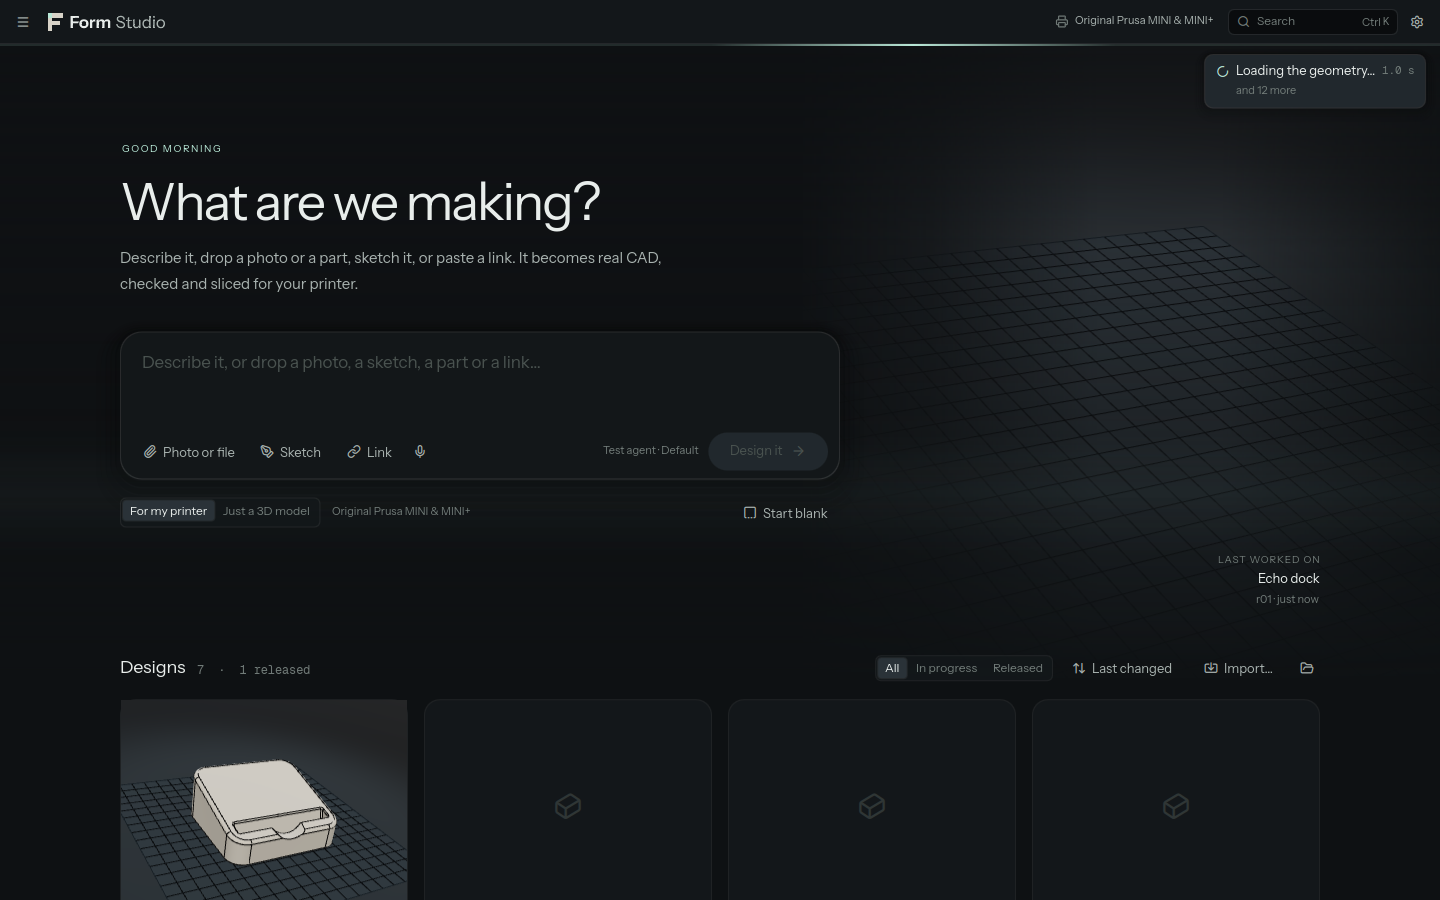 Form Studio
Original Prusa MINI & MINI+
Search
Ctrl K
Loading the geometry... 1.0 s
and 12 more
GOOD MORNING
What are we making?
Describe it, drop a photo or a part, sketch it, or paste a link. It becomes real CAD,
checked and sliced for your printer.
Describe it, or drop a photo, a sketch, a part or a link...
Photo or file
Sketch
Link
Test agent · Default
Design it
For my printer
Just a 3D model
Original Prusa MINI & MINI+
Start blank
LAST WORKED ON
Echo dock
r01 · just now
Designs 7 · 1 released
All
In progress
Released
Last changed
Import...